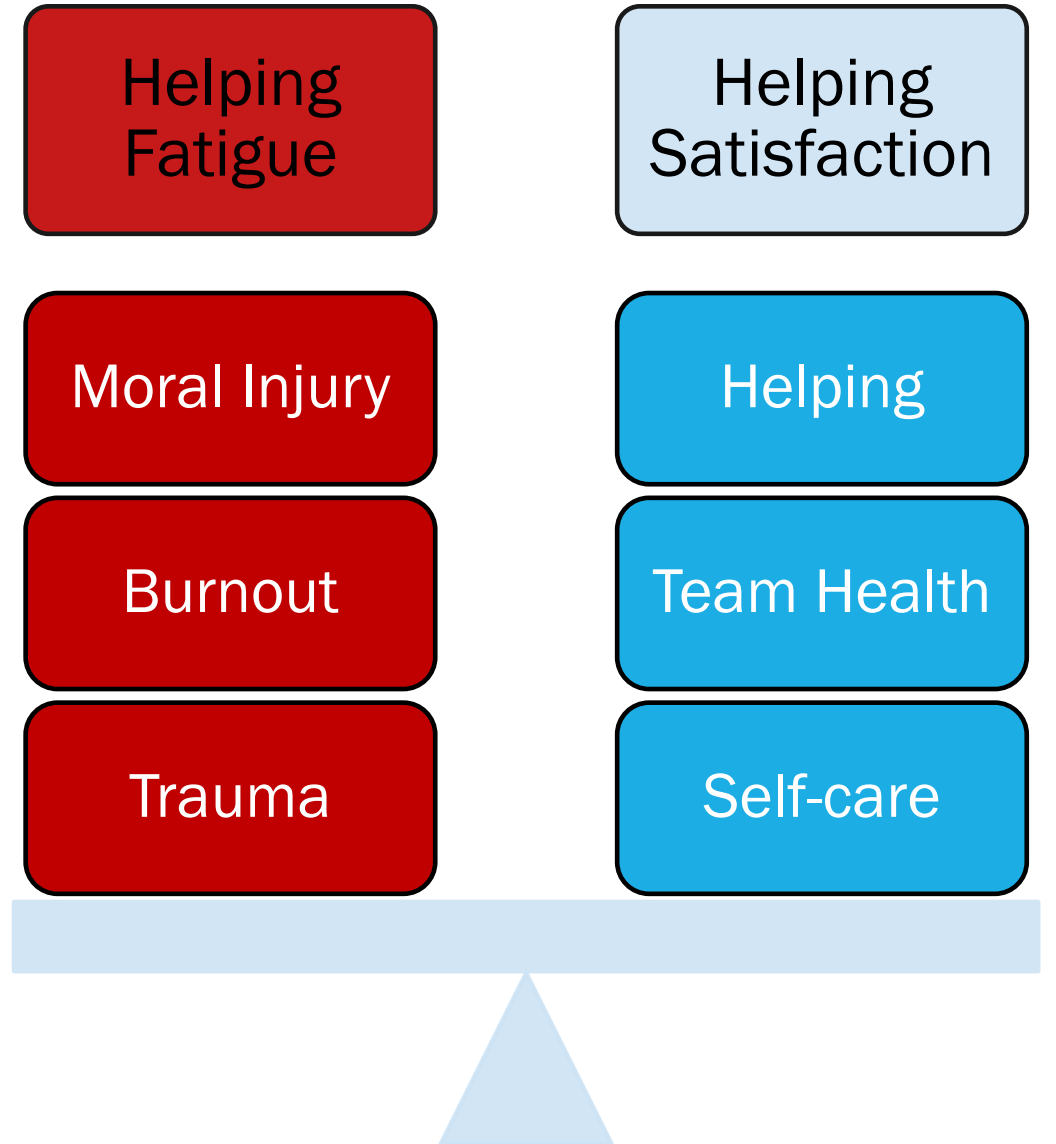 Helping
Fatigue
Helping
Satisfaction
Moral Injury
Helping
Burnout
Team Health
Trauma
Self-care